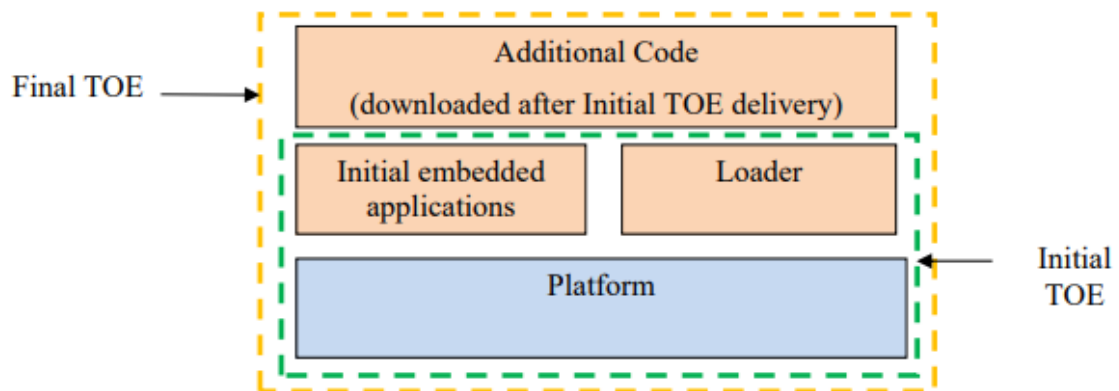 Additional Code
(downloaded after Initial TOE delivery)
Final TOE
Initial embedded
applications
Loader
Platform
Initial
TOE